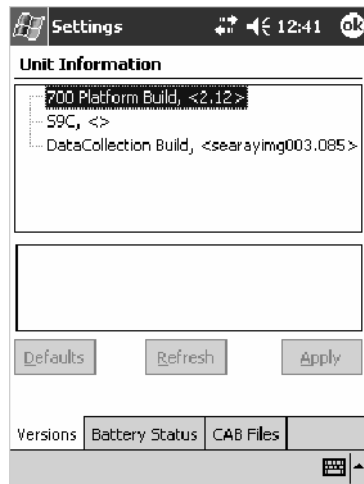 Settings 12:41 ok
Unit Information
700 Platform Build, <2.12>
S9C, <>
DataCollection Build, <searayimg003.085>
Defaults Refresh Apply
Versions Battery Status CAB Files